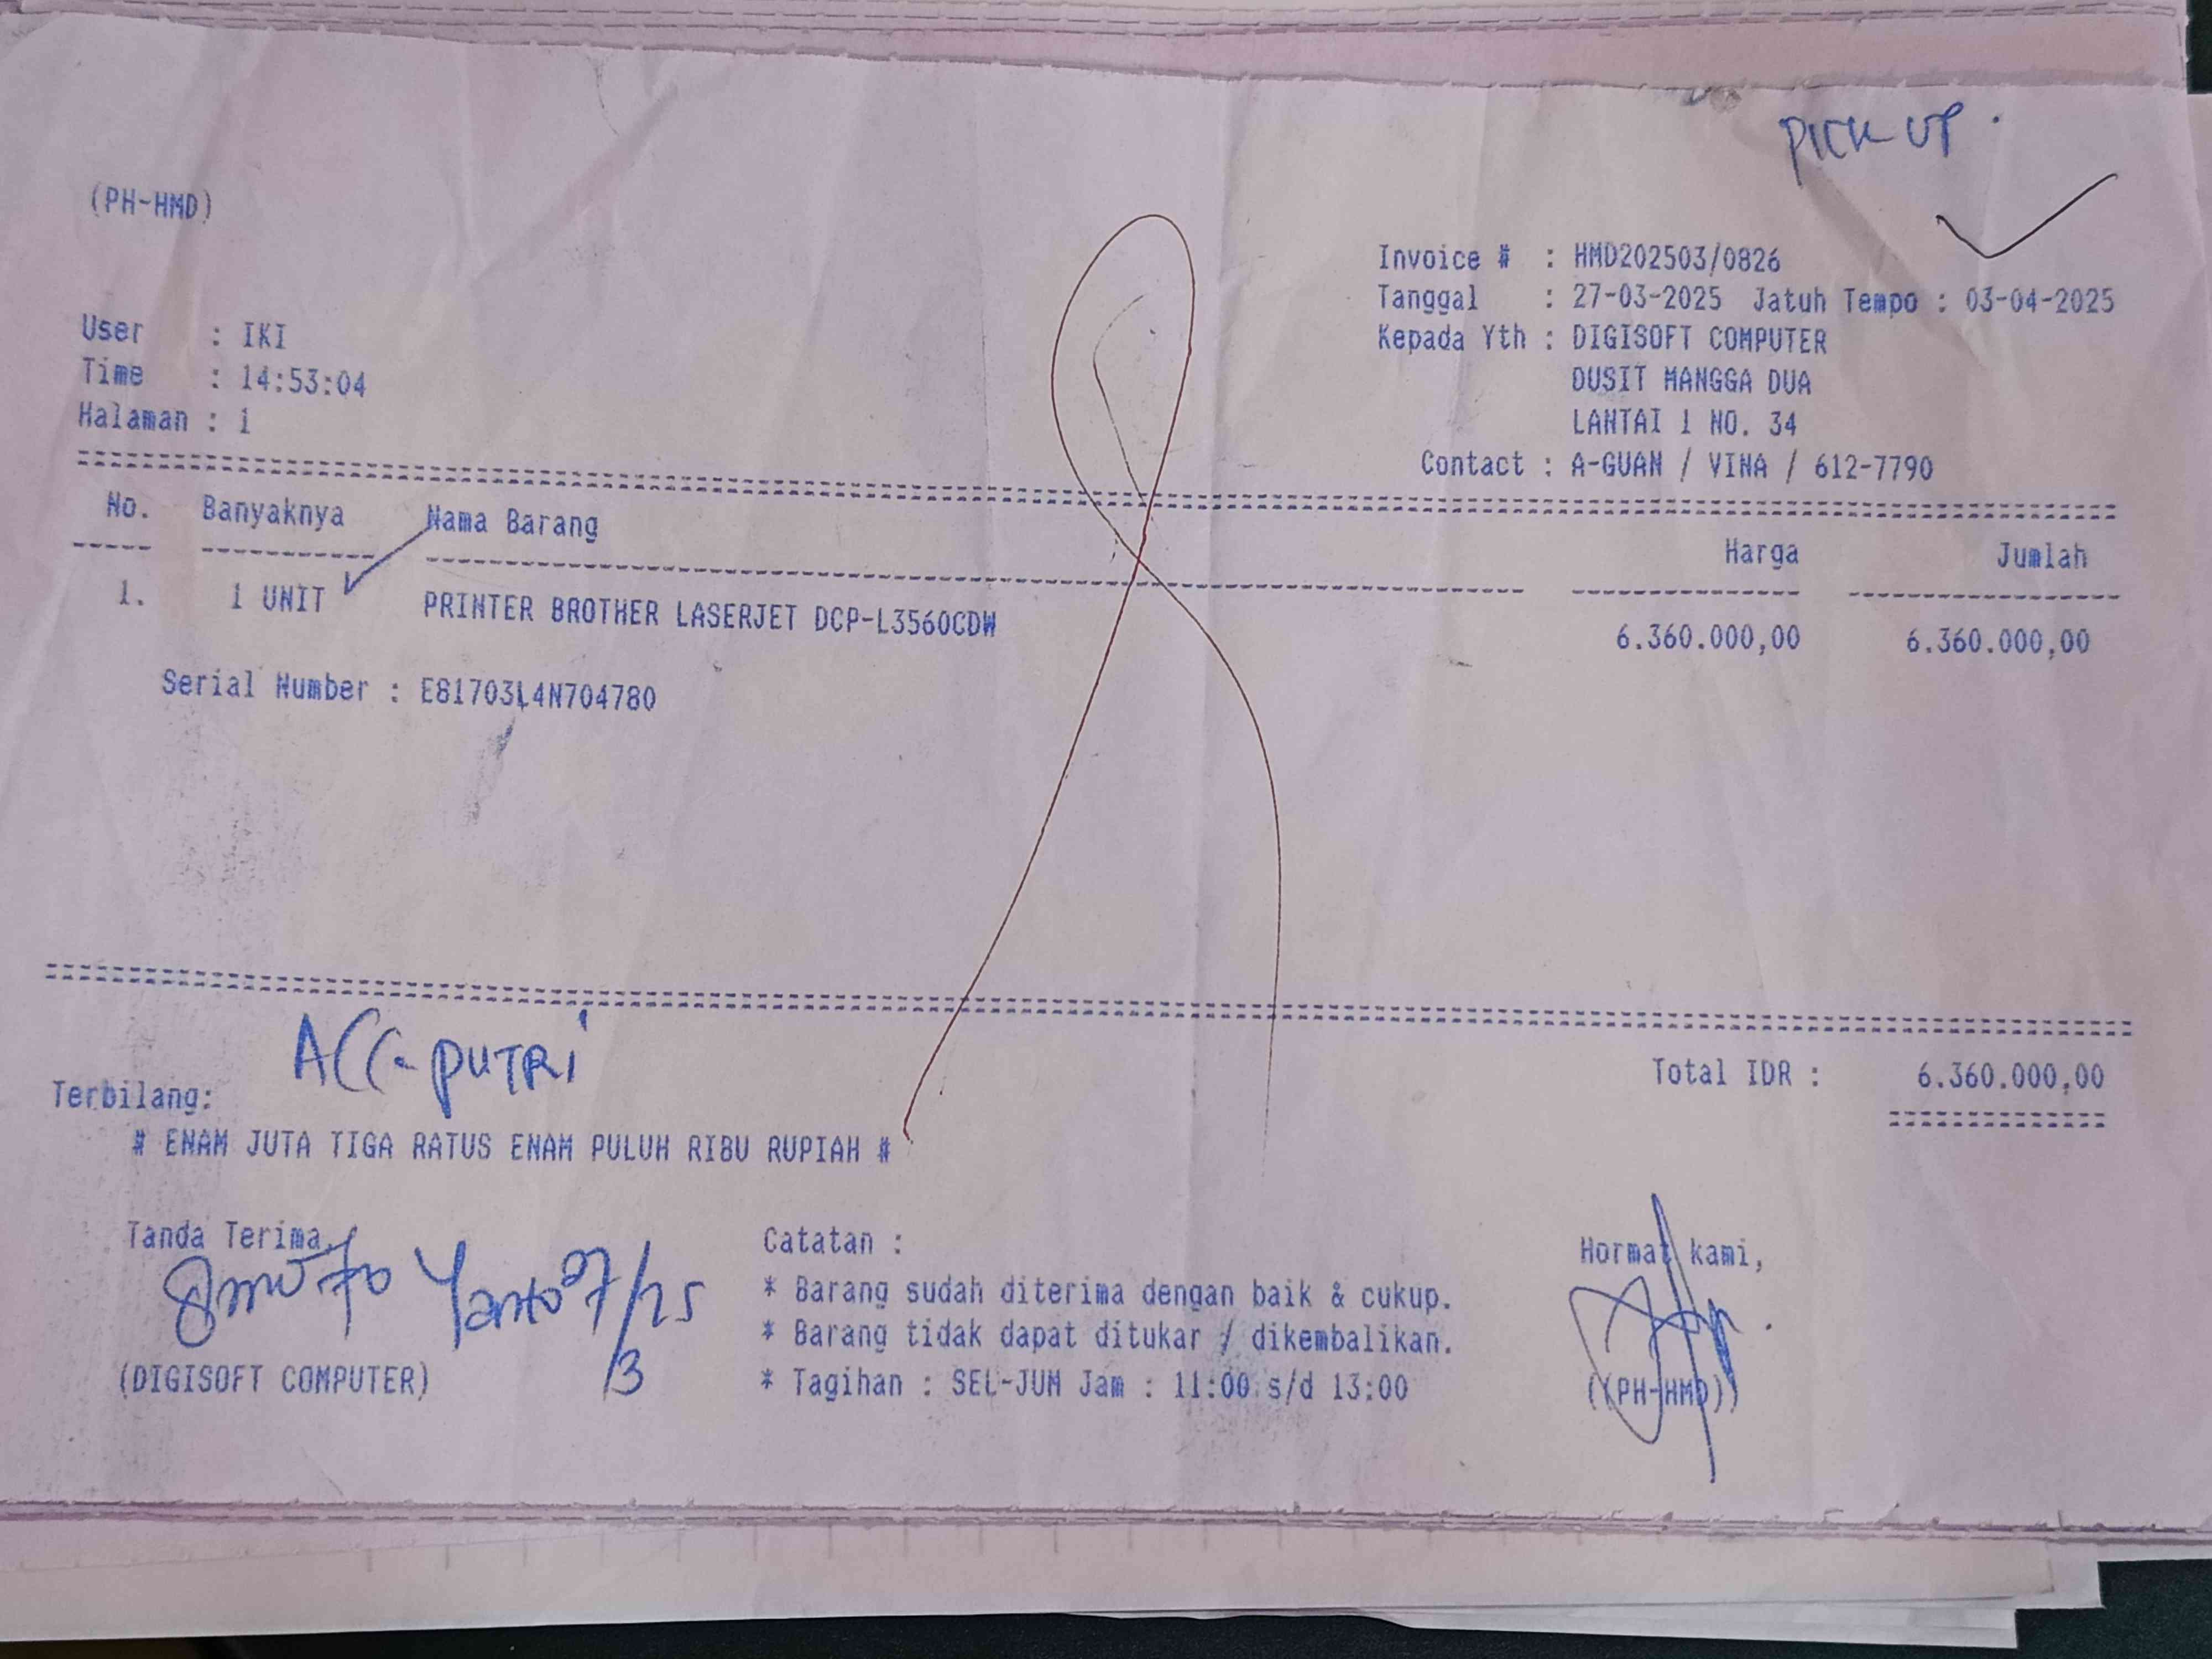 PICK UP.
(PH-HMD)
Invoice # : HMD202503/0826
Tanggal : 27-03-2025 Jatuh Tempo : 03-04-2025
Kepada Yth : DIGISOFT COMPUTER
DUSIT MANGGA DUA
LANTAI 1 NO. 34
Contact : A-GUAN / VINA / 612-7790
User : IKI
Time : 14:53:04
Halaman : 1
No. Banyaknya Nama Barang Harga Jumlah
1. 1 UNIT PRINTER BROTHER LASERJET DCP-L3560CDW 6.360.000,00 6.360.000,00
Serial Number : E81703L4N704780
ACC- PUTRI
Total IDR : 6.360.000,00
Terbilang:
# ENAM JUTA TIGA RATUS ENAM PULUH RIBU RUPIAH #
Tanda Terima,
Yanto 27/3 25
(DIGISOFT COMPUTER)
Catatan :
* Barang sudah diterima dengan baik & cukup.
* Barang tidak dapat ditukar / dikembalikan.
* Tagihan : SEL-JUM Jam : 11:00 s/d 13:00
Hormat kami,
((PH-HMD))